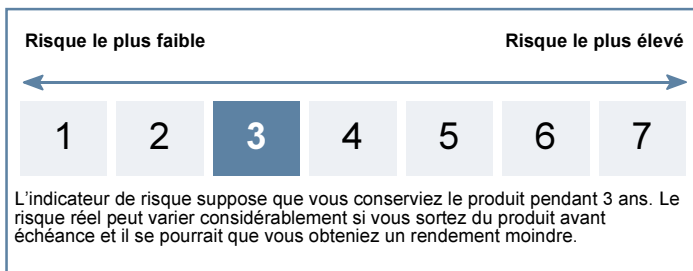 Risque le plus faible Risque le plus élevé
1 2 3 4 5 6 7
L'indicateur de risque suppose que vous conserviez le produit pendant 3 ans. Le
risque réel peut varier considérablement si vous sortez du produit avant
échéance et il se pourrait que vous obteniez un rendement moindre.